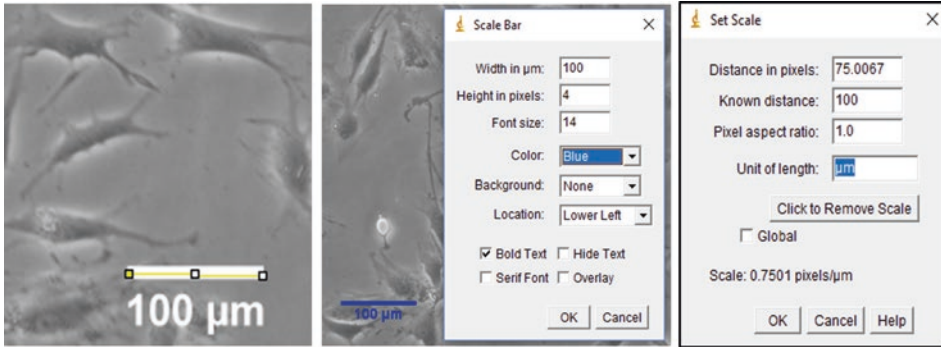 100 µm
100 µm
Scale Bar
Width in µm: 100
Height in pixels: 4
Font size: 14
Color: Blue
Background: None
Location: Lower Left
Bold Text Hide Text
Serif Font Overlay
OK Cancel
Set Scale
Distance in pixels: 75.0067
Known distance: 100
Pixel aspect ratio: 1.0
Unit of length: µm
Click to Remove Scale
Global
Scale: 0.7501 pixels/µm
OK Cancel Help